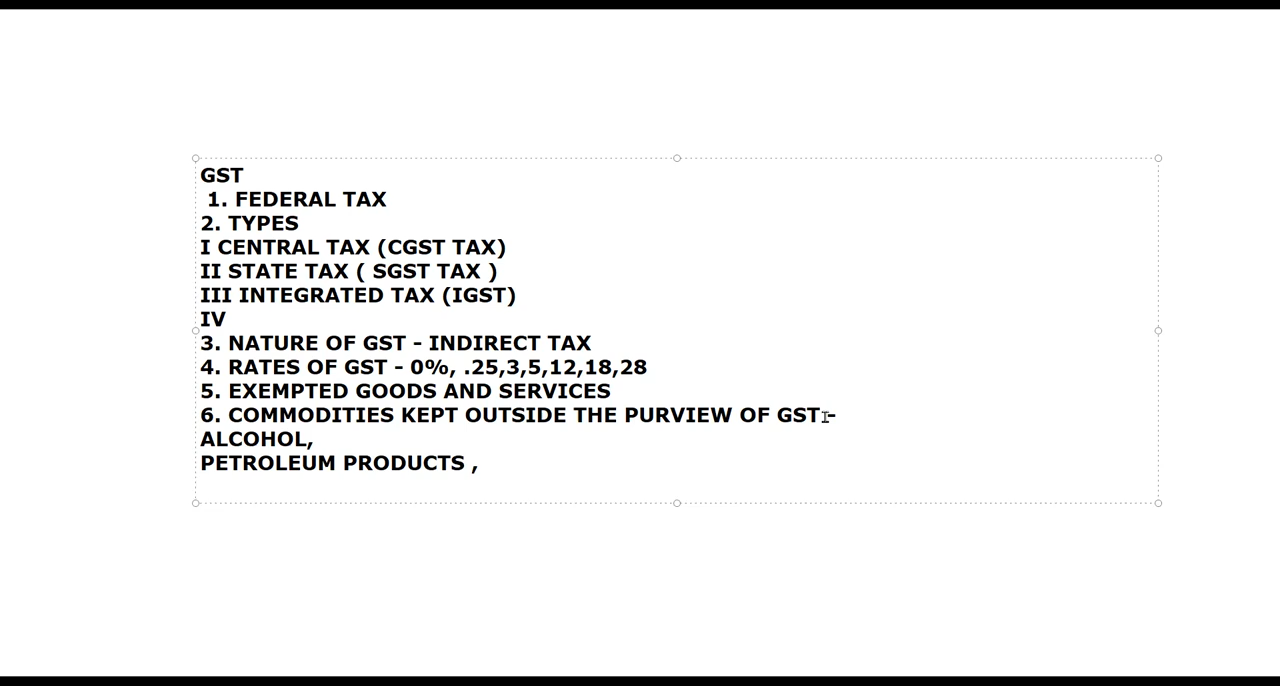 GST
1. FEDERAL TAX
2. TYPES
I CENTRAL TAX (CGST TAX)
II STATE TAX ( SGST TAX )
III INTEGRATED TAX (IGST)
IV
3. NATURE OF GST - INDIRECT TAX
4. RATES OF GST - 0%, .25,3,5,12,18,28
5. EXEMPTED GOODS AND SERVICES
6. COMMODITIES KEPT OUTSIDE THE PURVIEW OF GST:-
ALCOHOL,
PETROLEUM PRODUCTS ,